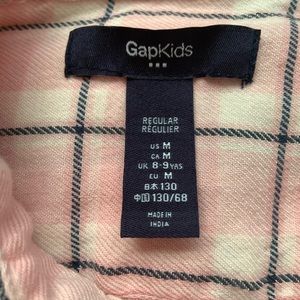 GapKids
REGULAR
RÉGULIER
US M
CA M
UK 8-9 YRS
EU M
日本 130
中国 130/68
MADE IN
INDIA